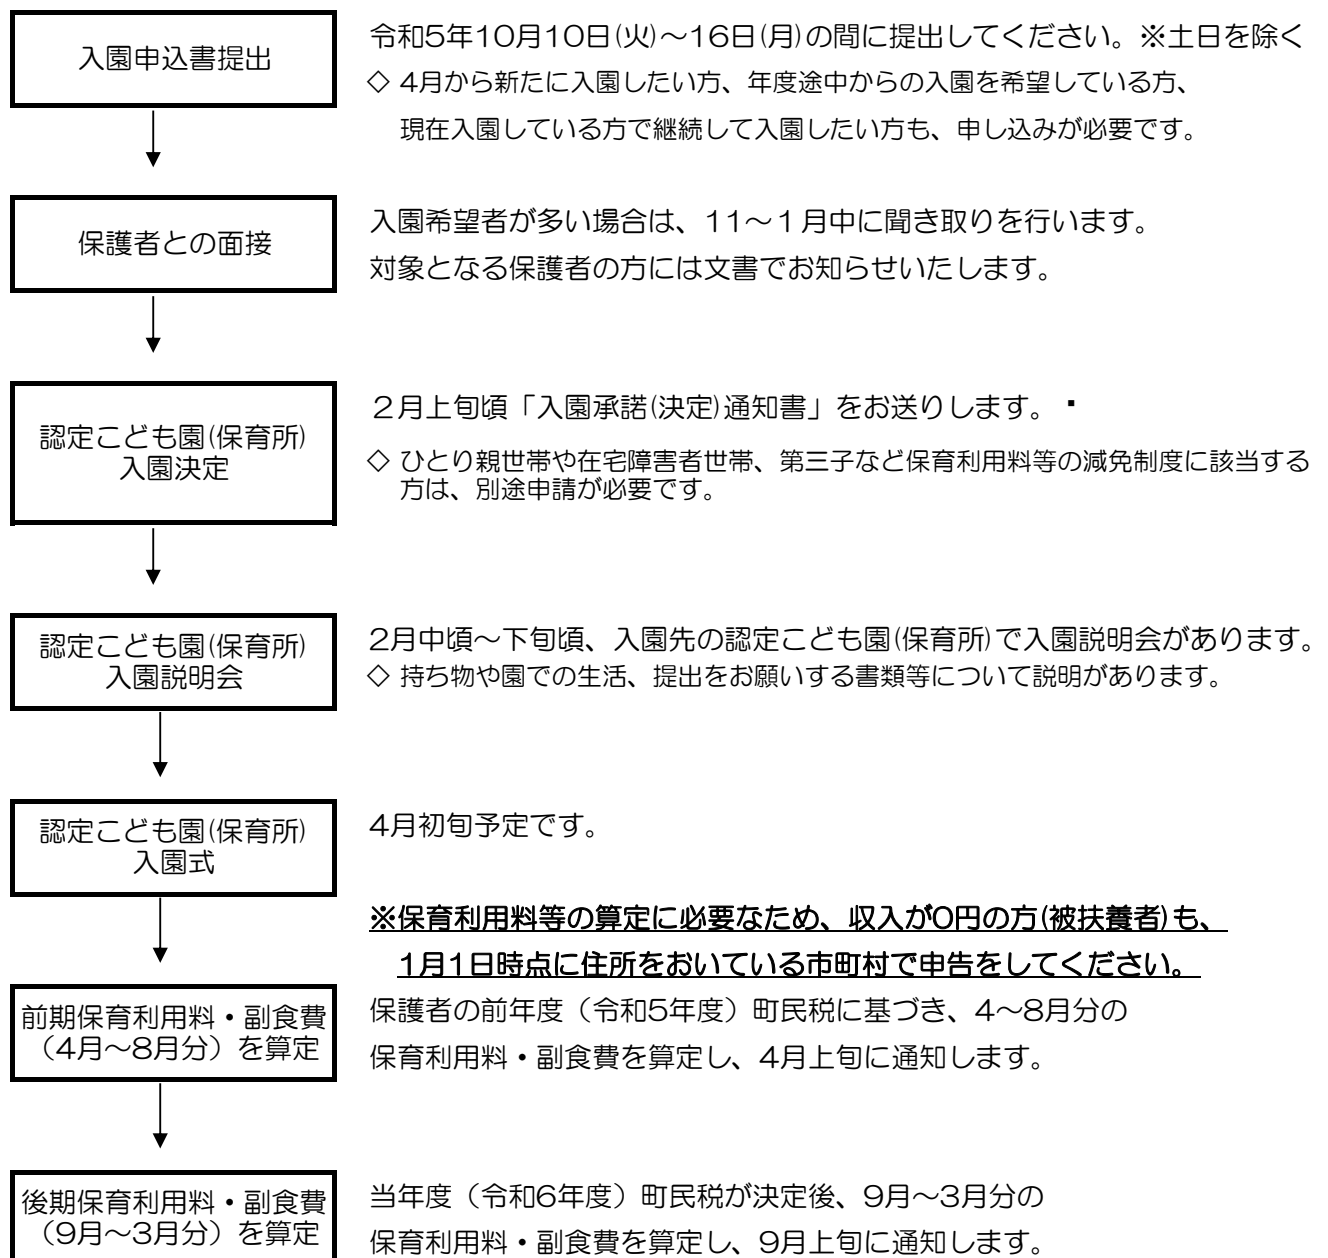 入園申込書提出
令和5年10月10日(火)～16日(月)の間に提出してください。※土日を除く
◇ 4月から新たに入園したい方、年度途中からの入園を希望している方、
現在入園している方で継続して入園したい方も、申し込みが必要です。
保護者との面接
入園希望者が多い場合は、11～１月中に聞き取りを行います。
対象となる保護者の方には文書でお知らせいたします。
認定こども園(保育所)
入園決定
２月上旬頃「入園承諾(決定)通知書」をお送りします。
◇ ひとり親世帯や在宅障害者世帯、第三子など保育利用料等の減免制度に該当する
方は、別途申請が必要です。
認定こども園(保育所)
入園説明会
2月中頃～下旬頃、入園先の認定こども園(保育所)で入園説明会があります。
◇ 持ち物や園での生活、提出をお願いする書類等について説明があります。
認定こども園(保育所)
入園式
4月初旬予定です。
※保育利用料等の算定に必要なため、収入が0円の方(被扶養者)も、
1月1日時点に住所をおいている市町村で申告をしてください。
前期保育利用料・副食費
（4月～8月分）を算定
保護者の前年度（令和5年度）町民税に基づき、4～8月分の
保育利用料・副食費を算定し、4月上旬に通知します。
後期保育利用料・副食費
（9月～3月分）を算定
当年度（令和6年度）町民税が決定後、9月～3月分の
保育利用料・副食費を算定し、9月上旬に通知します。